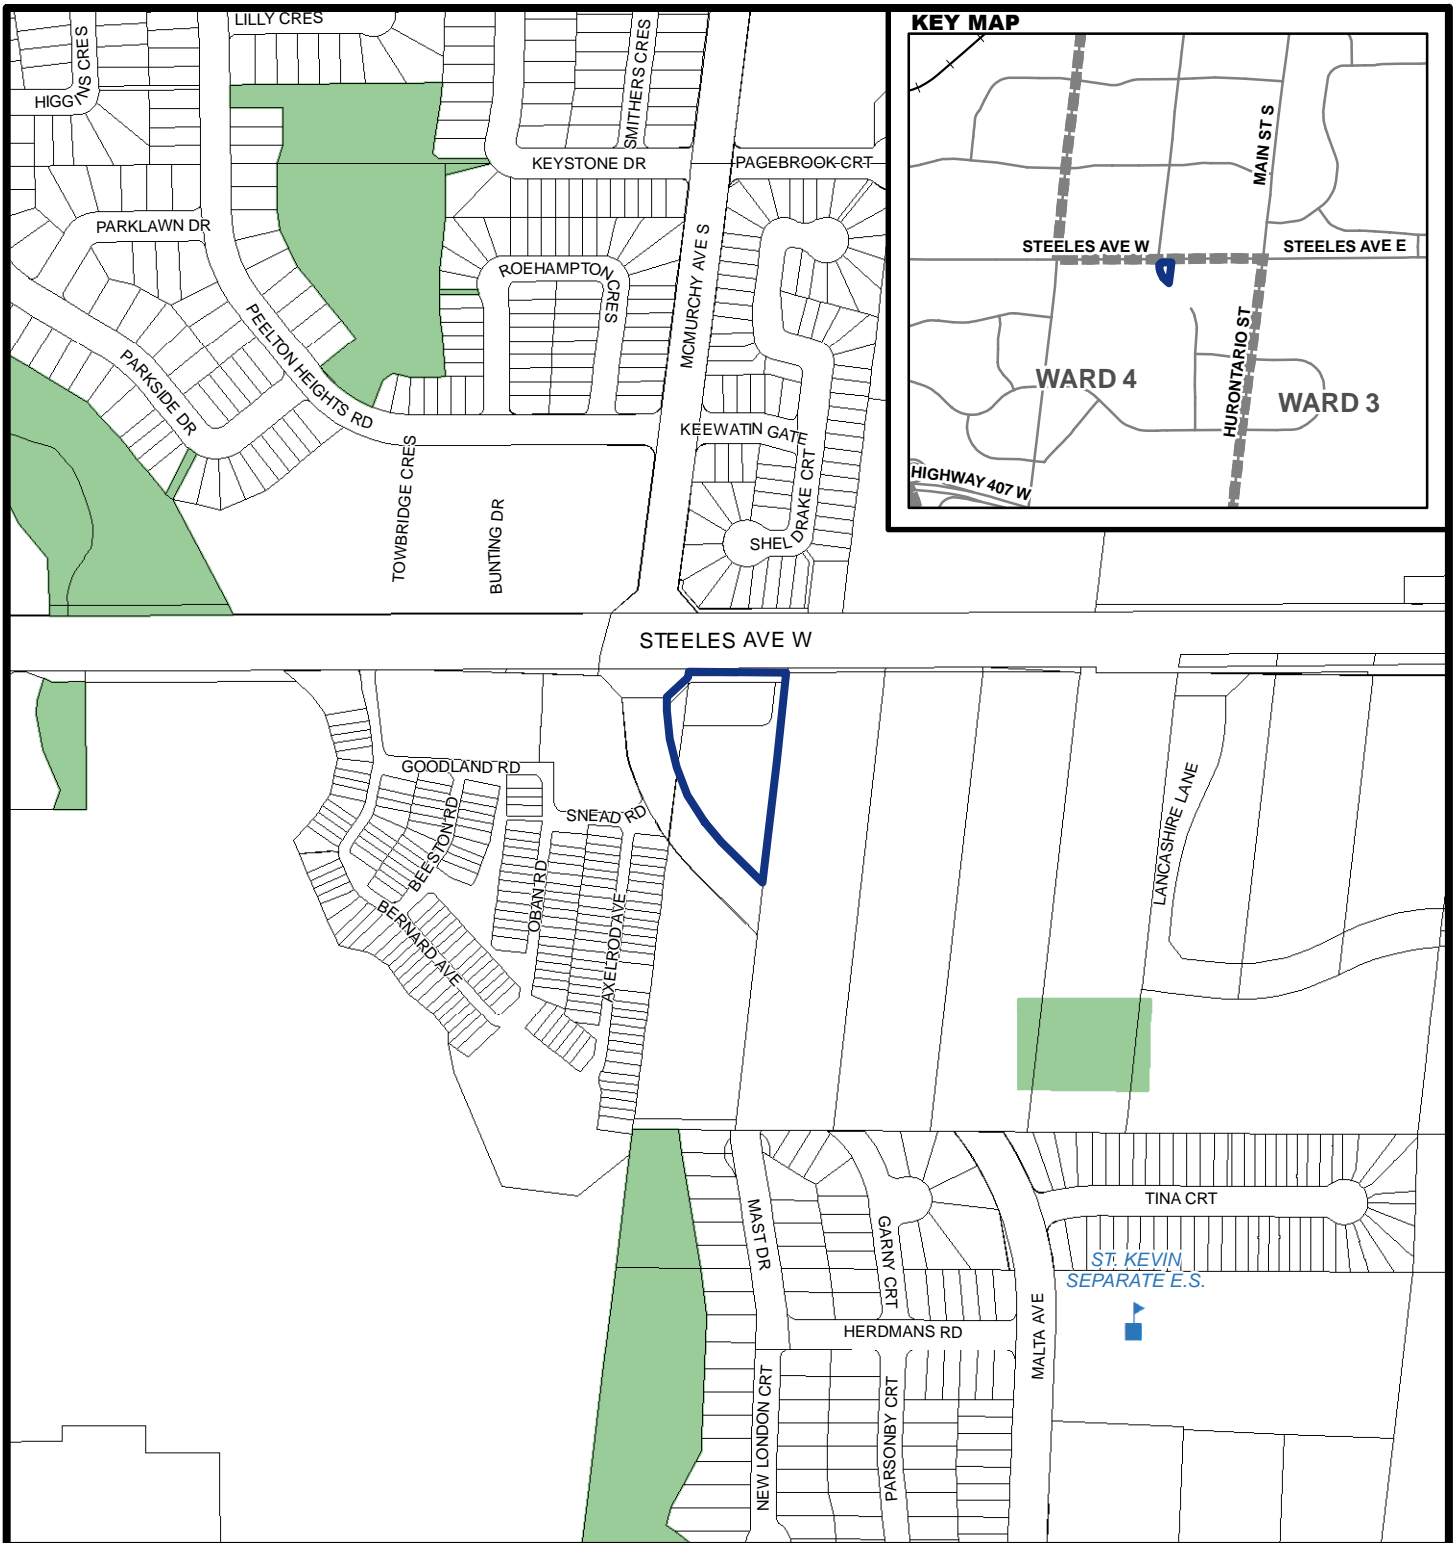 LILLY CRES
HIGGINS CRES
SMITHERS CRES
KEYSTONE DR
PAGEBROOK CRT
PARKLAWN DR
ROEHAMPTON CRES
MCMURCHY AVE S
PEELTON HEIGHTS RD
PARKSIDE DR
KEEWATIN GATE
TOWBRIDGE CRES
BUNTING DR
SHELDRAKE CRT
KEY MAP
MAIN ST S
STEELES AVE W
STEELES AVE E
HURONTARIO ST
WARD 4
WARD 3
HIGHWAY 407 W
STEELES AVE W
GOODLAND RD
SNEAD RD
BEESTON RD
OBAN RD
AXELROD AVE
BERNARD AVE
LANCASHIRE LANE
TINA CRT
MAST DR
GARNY CRT
ST. KEVIN
SEPARATE E.S.
HERDMANS RD
MALTA AVE
NEW LONDON CRT
PARSONBY CRT